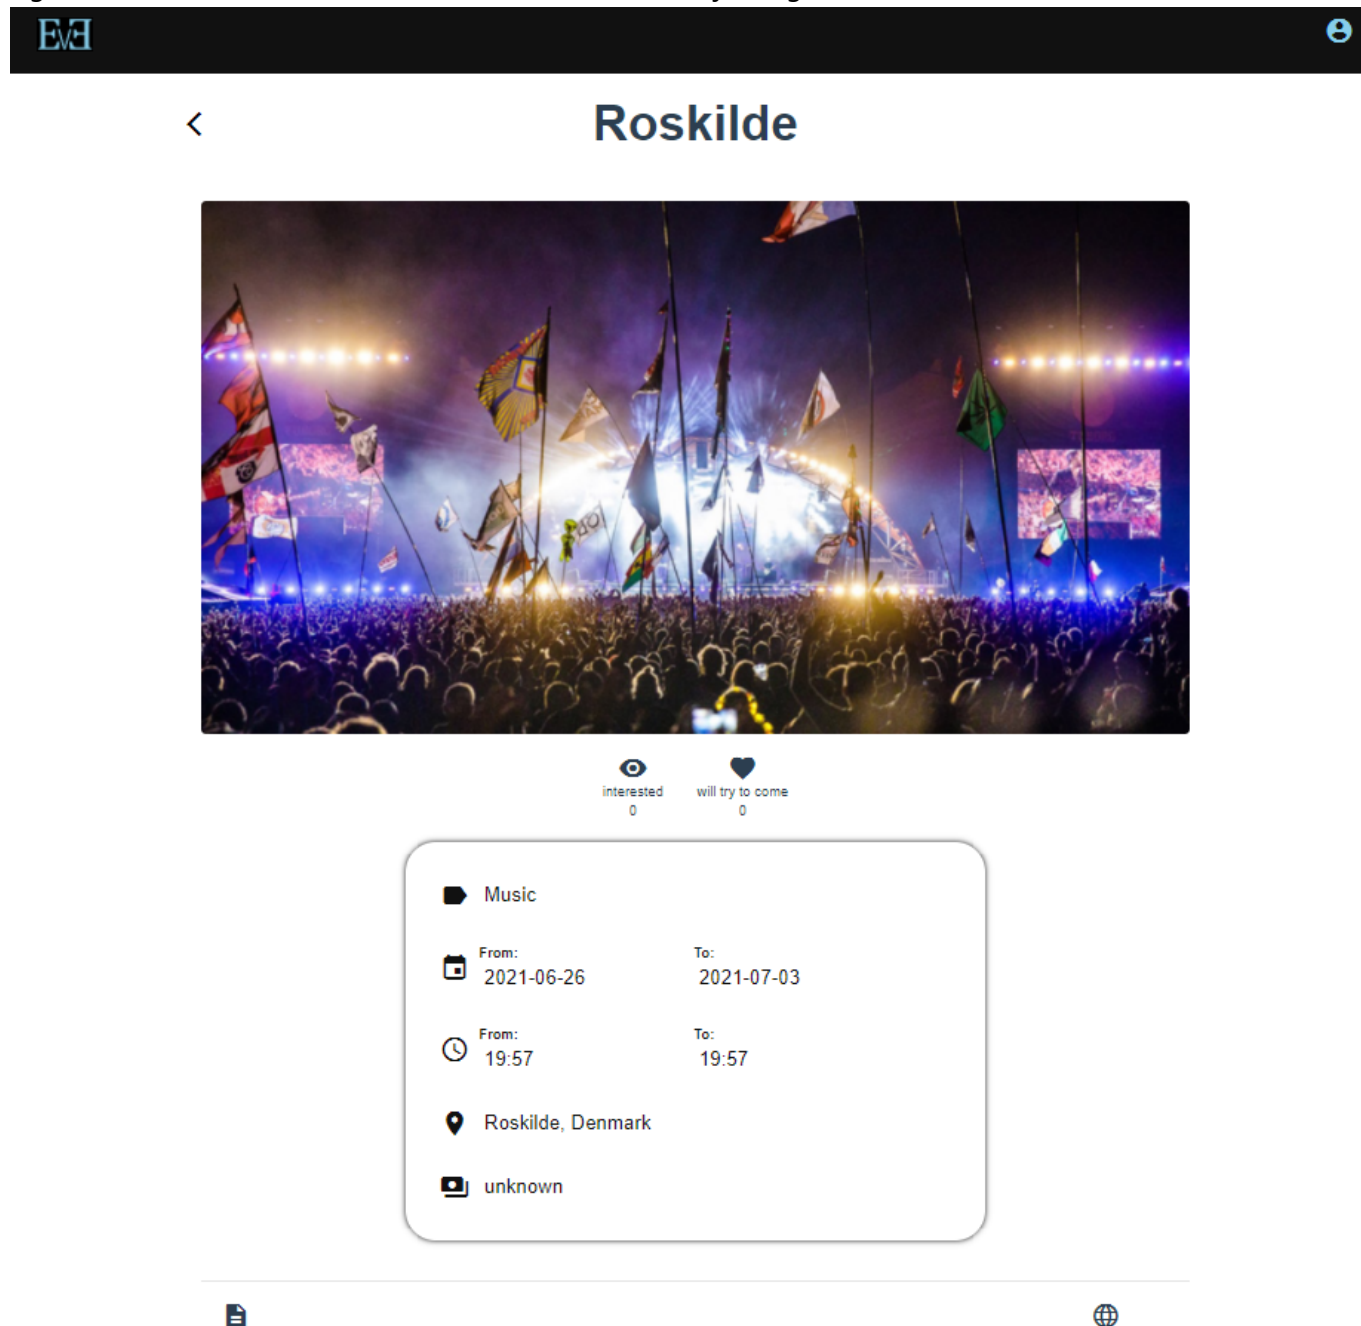 EVE
Roskilde
interested
will try to come
0
0
Music
From:
To:
2021-06-26
2021-07-03
From:
To:
19:57
19:57
Roskilde, Denmark
unknown